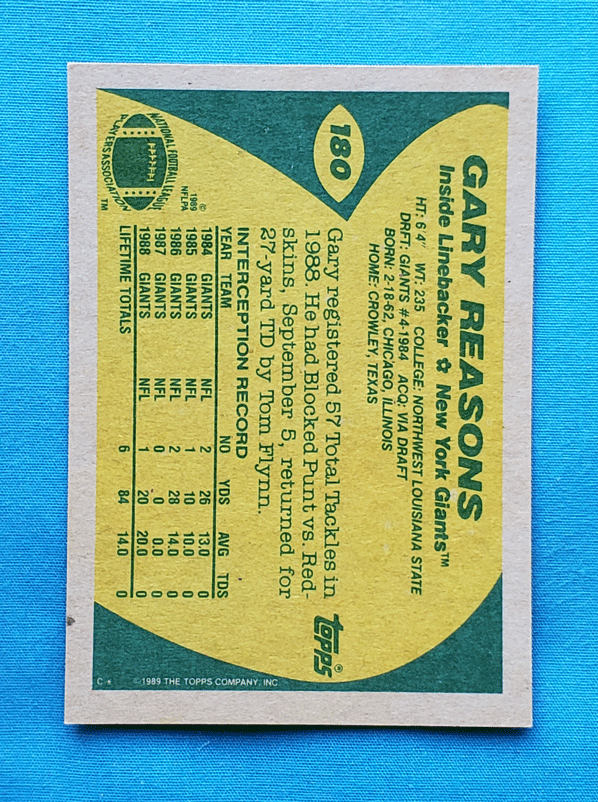 180
GARY REASONS
Inside Linebacker ✿ New York Giants™
HT: 6'4" WT: 235 COLLEGE: NORTHWEST LOUISIANA STATE
DRFT: GIANTS #4-1984 ACQ: VIA DRAFT
BORN: 2-18-62, CHICAGO, ILLINOIS
HOME: CROWLEY, TEXAS
Gary registered 57 Total Tackles in
1988. He had Blocked Punt vs. Red-
skins, September 5, returned for
27-yard TD by Tom Flynn.
topps®
INTERCEPTION RECORD
YEAR TEAM NO YDS AVG TDS
1984 GIANTS NFL 2 26 13.0 0
1985 GIANTS NFL 1 10 10.0 0
1986 GIANTS NFL 2 28 14.0 0
1987 GIANTS NFL 0 0 0.0 0
1988 GIANTS NFL 1 20 20.0 0
LIFETIME TOTALS 6 84 14.0 0
NATIONAL FOOTBALL LEAGUE
PLAYERS ASSOCIATION
TM
©
1989
NFLPA
C * © 1989 THE TOPPS COMPANY, INC.